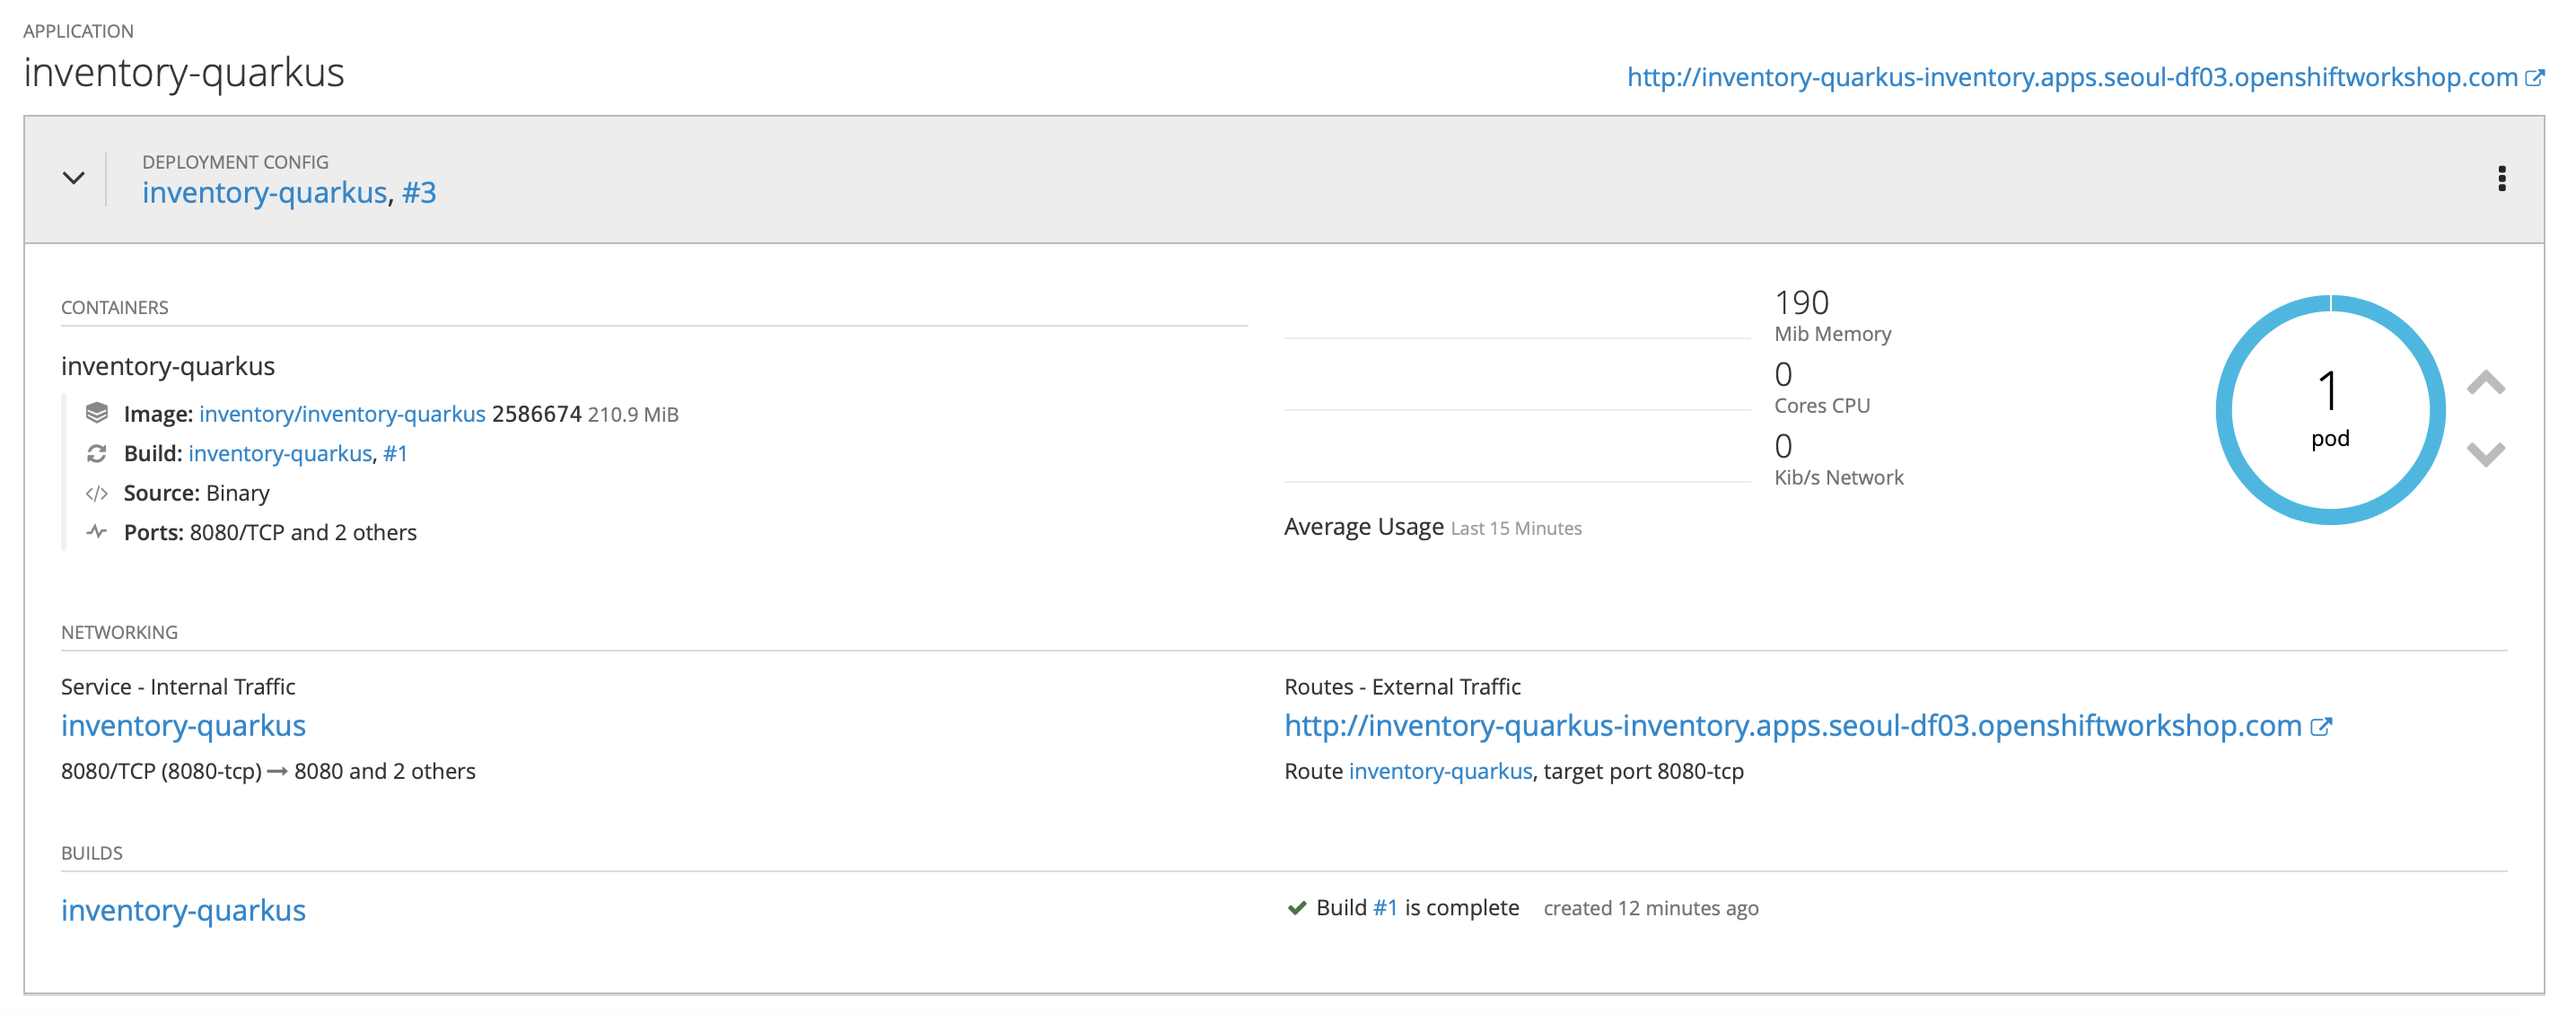 APPLICATION
inventory-quarkus
http://inventory-quarkus-inventory.apps.seoul-df03.openshiftworkshop.com
DEPLOYMENT CONFIG
inventory-quarkus, #3
CONTAINERS
inventory-quarkus
Image: inventory/inventory-quarkus 2586674 210.9 MiB
Build: inventory-quarkus, #1
Source: Binary
Ports: 8080/TCP and 2 others
190
Mib Memory
0
Cores CPU
0
Kib/s Network
Average Usage Last 15 Minutes
1
pod
NETWORKING
Service - Internal Traffic
inventory-quarkus
8080/TCP (8080-tcp) → 8080 and 2 others
Routes - External Traffic
http://inventory-quarkus-inventory.apps.seoul-df03.openshiftworkshop.com
Route inventory-quarkus, target port 8080-tcp
BUILDS
inventory-quarkus
Build #1 is complete created 12 minutes ago